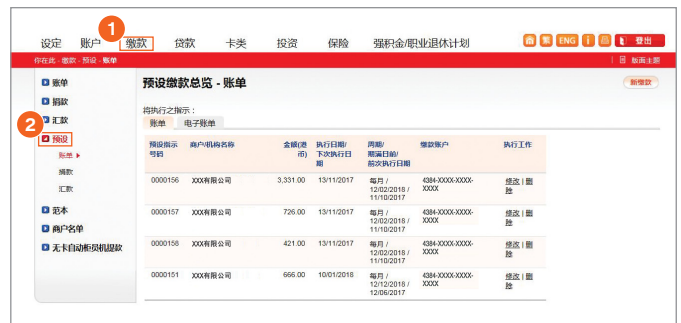 1
设定 账户 缴款 贷款 卡类 投资 保险 强积金/职业退休计划 繁 ENG i 登出
你在此 - 缴款 - 预设 - 账单 版面主题
账单
捐款
汇款
2
预设
账单
捐款
汇款
范本
商户名单
无卡自动柜员机提款
预设缴款总览 - 账单 新缴款
将执行之指示：
账单 电子账单
预设指示号码 商户/机构名称 金额(港币) 执行日期/下次执行日期 周期/期满日前/前次执行日期 缴款账户 执行工作
0000156 XXX有限公司 3,331.00 13/11/2017 每月 / 12/02/2018 / 11/10/2017 4384-XXXX-XXXX-XXXX 修改 | 删除
0000157 XXX有限公司 726.00 13/11/2017 每月 / 12/02/2018 / 11/10/2017 4384-XXXX-XXXX-XXXX 修改 | 删除
0000158 XXX有限公司 421.00 13/11/2017 每月 / 12/02/2018 / 11/10/2017 4384-XXXX-XXXX-XXXX 修改 | 删除
0000151 XXX有限公司 666.00 10/01/2018 每月 / 12/12/2018 / 12/06/2017 4384-XXXX-XXXX-XXXX 修改 | 删除